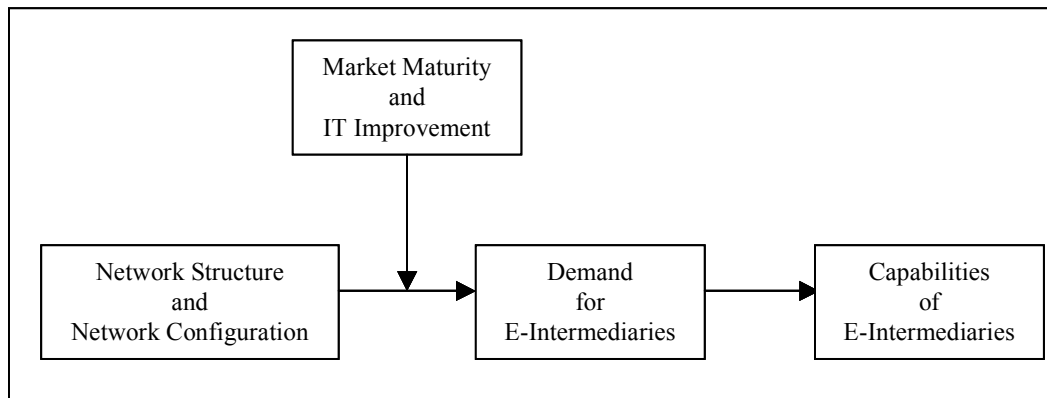 Market Maturity
and
IT Improvement
Network Structure
and
Network Configuration
Demand
for
E-Intermediaries
Capabilities
of
E-Intermediaries